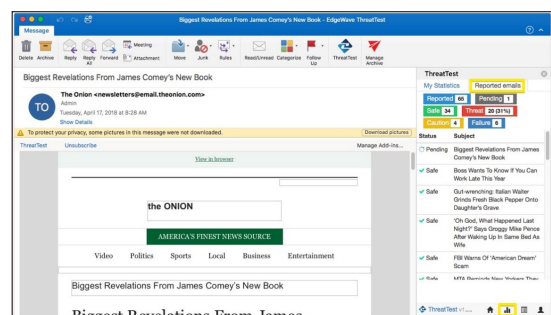 Biggest Revelations From James Comey's New Book - EdgeWave ThreatTest
Message
Delete Archive Reply Reply All Forward Meeting Attachment Move Junk Rules Read/Unread Categorize Follow Up ThreatTest Manage Archive
Biggest Revelations From James Comey's New Book
TO
The Onion <newsletters@email.theonion.com>
Admin
Tuesday, April 17, 2018 at 8:28 AM
Show Details
To protect your privacy, some pictures in this message were not downloaded. Download pictures
ThreatTest Unsubscribe Manage Add-ins...
View in browser
the ONION
AMERICA'S FINEST NEWS SOURCE
Video Politics Sports Local Business Entertainment
Biggest Revelations From James Comey's New Book
Biggest Revelations From James
ThreatTest
My Statistics Reported emails
Reported 65 Pending 1
Safe 34 Threat 20 (31%)
Caution 4 Failure 6
Status Subject
Pending Biggest Revelations From James
Comey's New Book
Safe Boss Wants To Know If You Can
Work Late This Year
Safe Gut-wrenching: Italian Waiter
Grinds Fresh Black Pepper Onto
Daughter's Grave
Safe 'Oh God, What Happened Last
Night?' Says Groggy Mike Pence
After Waking Up In Same Bed As
Wife
Safe FBI Warns Of 'American Dream'
Scam
Safe MTA Reminds New Yorkers They
ThreatTest